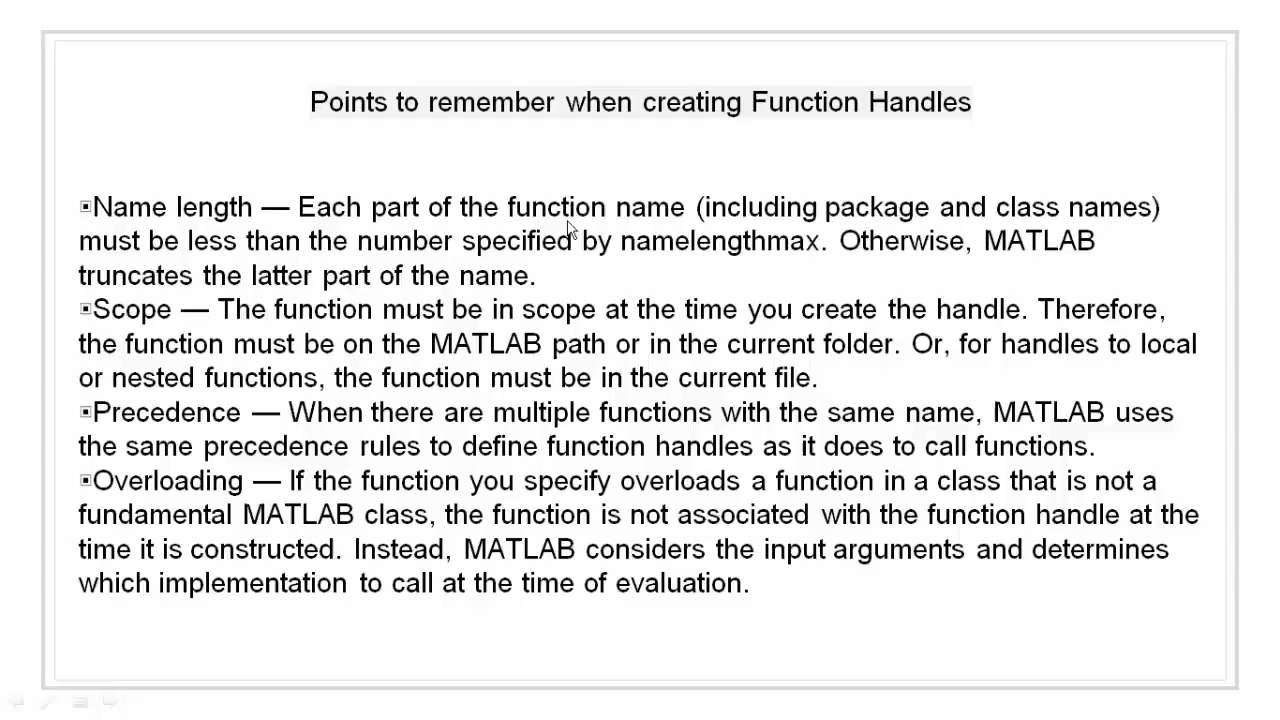 Points to remember when creating Function Handles
▣Name length — Each part of the function name (including package and class names)
must be less than the number specified by namelengthmax. Otherwise, MATLAB
truncates the latter part of the name.
▣Scope — The function must be in scope at the time you create the handle. Therefore,
the function must be on the MATLAB path or in the current folder. Or, for handles to local
or nested functions, the function must be in the current file.
▣Precedence — When there are multiple functions with the same name, MATLAB uses
the same precedence rules to define function handles as it does to call functions.
▣Overloading — If the function you specify overloads a function in a class that is not a
fundamental MATLAB class, the function is not associated with the function handle at the
time it is constructed. Instead, MATLAB considers the input arguments and determines
which implementation to call at the time of evaluation.